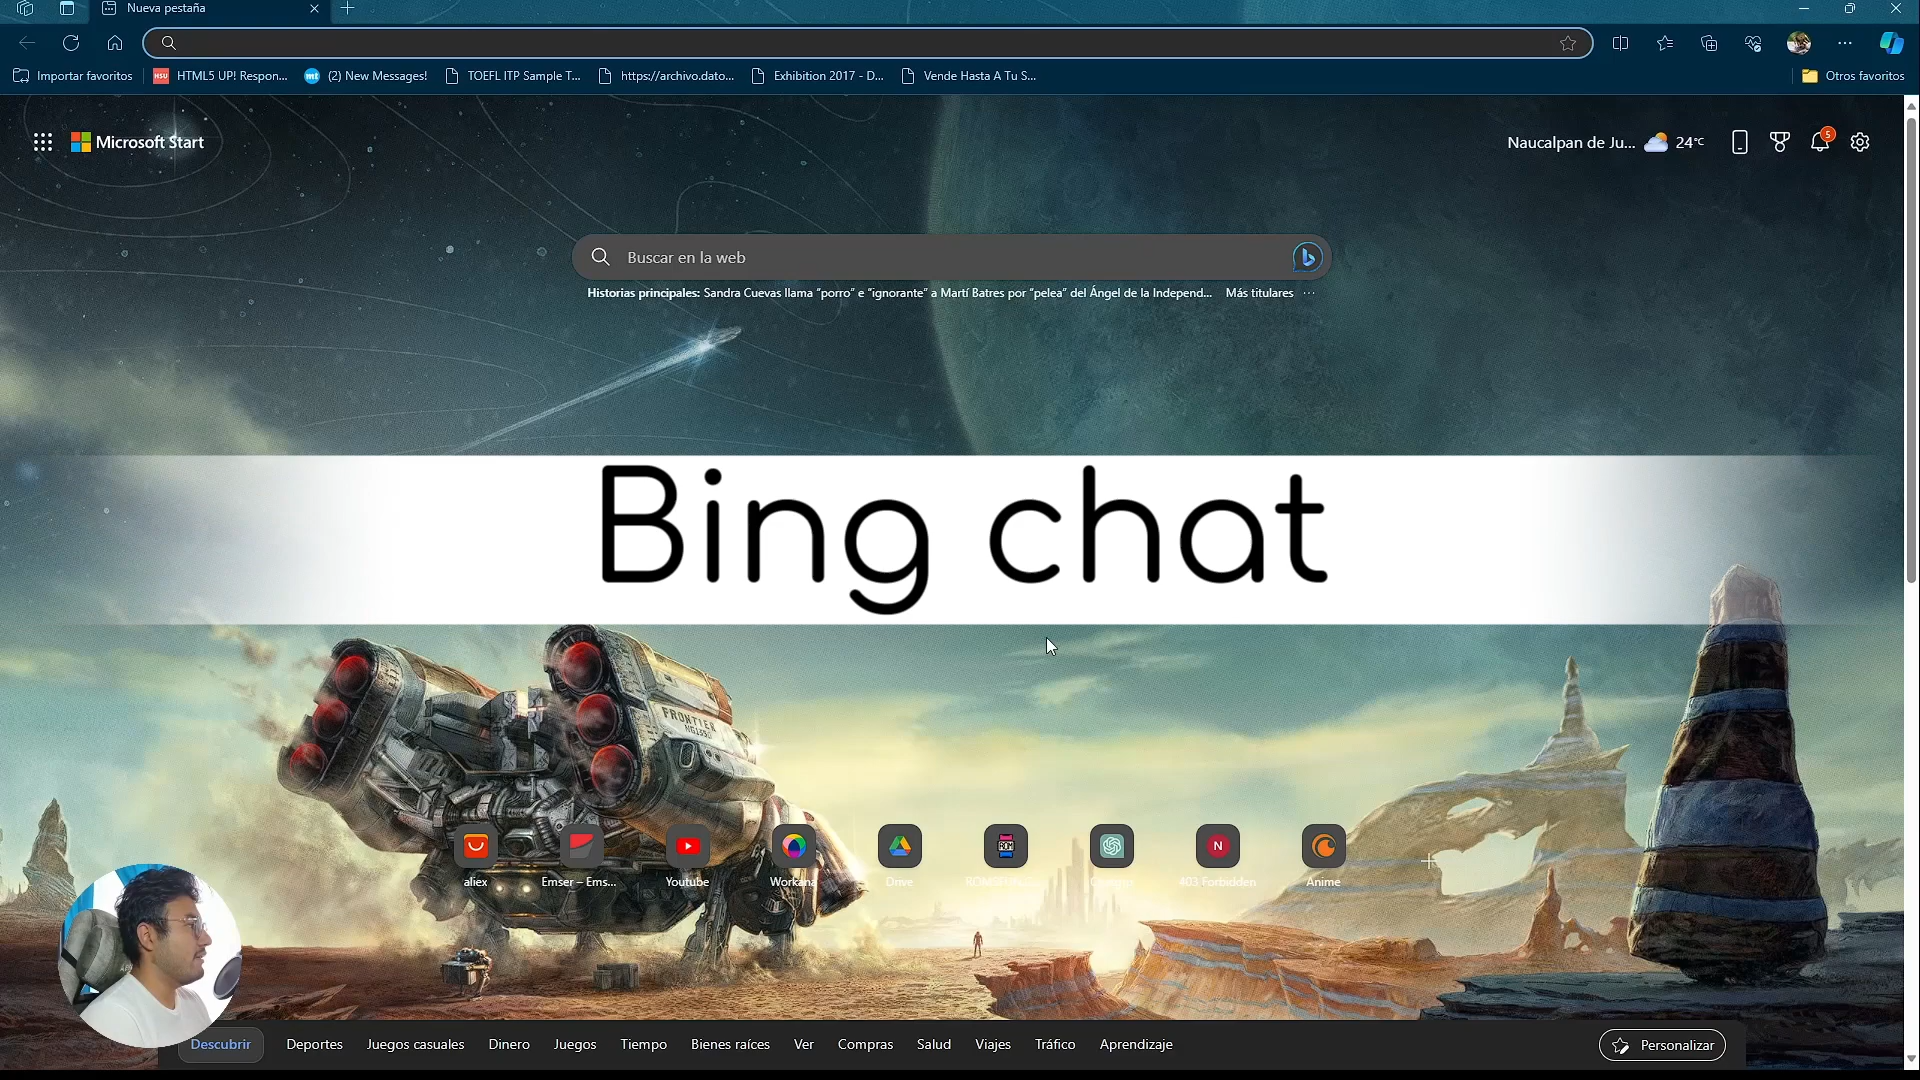 Nueva pestaña
Importar favoritos
HTML5 UP! Respon...
(2) New Messages!
TOEFL ITP Sample T...
https://archivo.dato...
Exhibition 2017 - D...
Vende Hasta A Tu S...
Otros favoritos
Microsoft Start
Naucalpan de Ju...
24°C
5
Buscar en la web
Historias principales: Sandra Cuevas llama "porro" e "ignorante" a Martí Batres por "pelea" del Ángel de la Independ...
Más titulares
Bing chat
FRONTIER
aliex
Emser – Ems...
Youtube
Workana
Drive
403 Forbidden
Anime
Descubrir
Deportes
Juegos casuales
Dinero
Juegos
Tiempo
Bienes raíces
Ver
Compras
Salud
Viajes
Tráfico
Aprendizaje
Personalizar